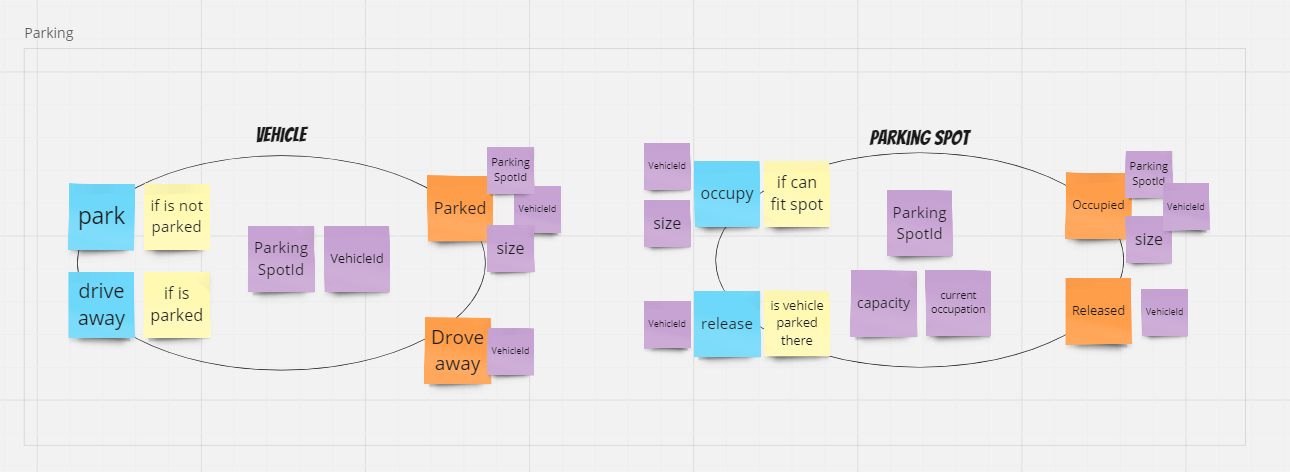 Parking
VEHICLE
park
if is not
parked
drive
away
if is
parked
Parking
SpotId
VehicleId
Parked
Parking
SpotId
VehicleId
size
Drove
away
VehicleId
PARKING SPOT
VehicleId
size
occupy
if can
fit spot
VehicleId
release
is vehicle
parked
there
Parking
SpotId
capacity
current
occupation
Occupied
Parking
SpotId
VehicleId
size
Released
VehicleId